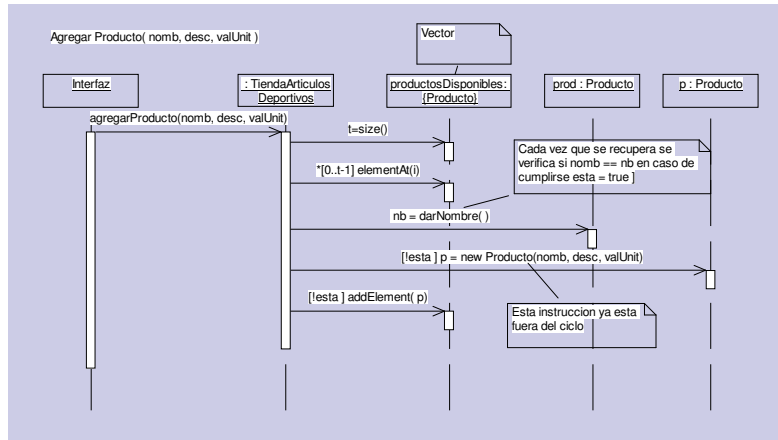 Agregar Producto( nomb, desc, valUnit )
Vector
Interfaz
: TiendaArticulos
Deportivos
productosDisponibles:
{Producto}
prod : Producto
p : Producto
agregarProducto(nomb, desc, valUnit)
t=size()
*[0..t-1] elementAt(i)
Cada vez que se recupera se
verifica si nomb == nb en caso de
cumplirse esta = true ]
nb = darNombre( )
[!esta ] p = new Producto(nomb, desc, valUnit)
[!esta ] addElement( p)
Esta instruccion ya esta
fuera del ciclo